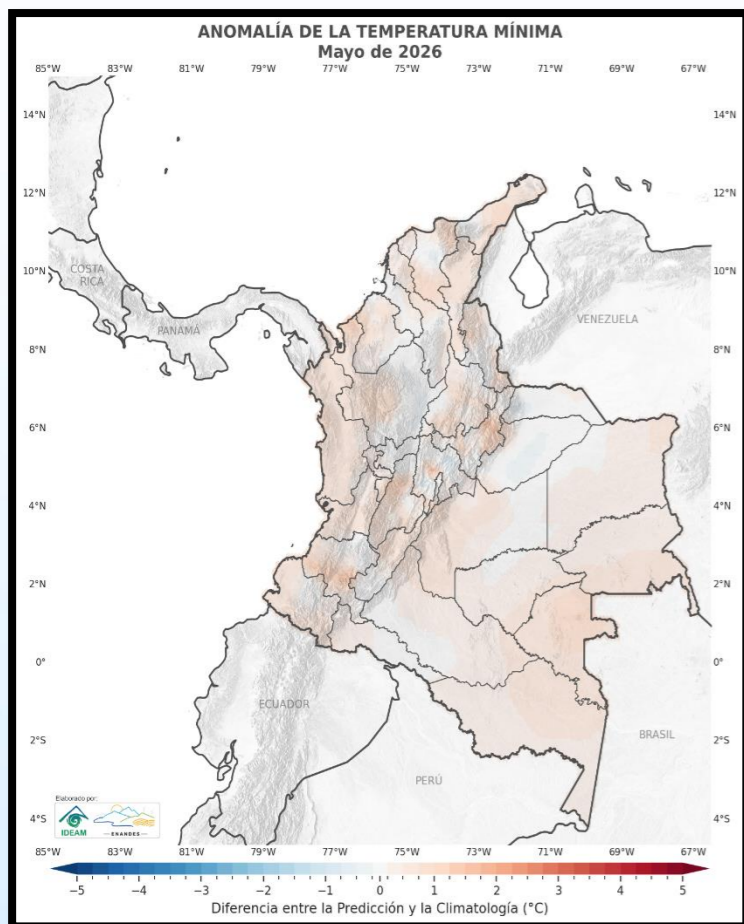 ANOMALÍA DE LA TEMPERATURA MÍNIMA
Mayo de 2026
85°W 83°W 81°W 79°W 77°W 75°W 73°W 71°W 69°W 67°W
14°N 14°N
12°N 12°N
10°N 10°N
COSTA
RICA
PANAMÁ
VENEZUELA
8°N 8°N
6°N 6°N
4°N 4°N
2°N 2°N
0° 0°
ECUADOR
BRASIL
2°S 2°S
PERÚ
Elaborado por:
IDEAM
ENANDES
4°S 4°S
85°W 83°W 81°W 79°W 77°W 75°W 73°W 71°W 69°W 67°W
−5 −4 −3 −2 −1 0 1 2 3 4 5
Diferencia entre la Predicción y la Climatología (°C)